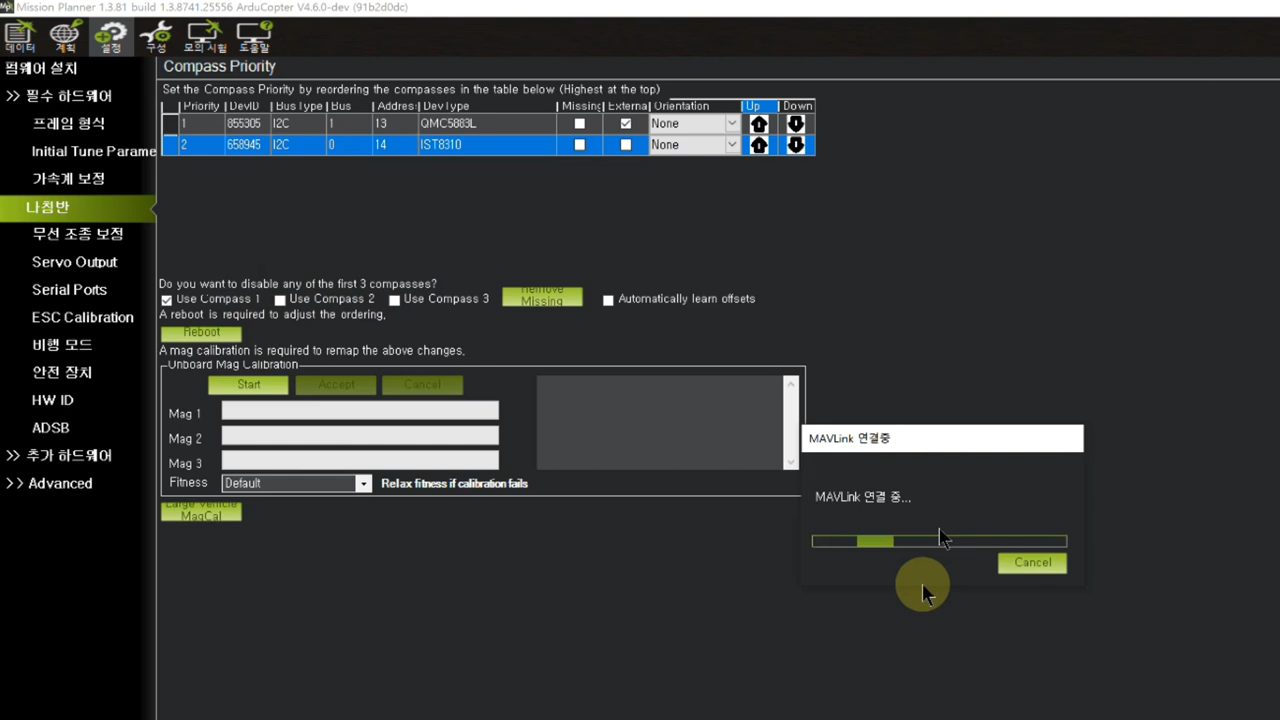 Mission Planner 1.3.81 build 1.3.8741.25556 ArduCopter V4.6.0-dev (91b2d0dc)
데이터 계획 설정 구성 모의 시험 도움말
펌웨어 설치
>> 필수 하드웨어
프레임 형식
Initial Tune Parame
가속계 보정
나침반
무선 조종 보정
Servo Output
Serial Ports
ESC Calibration
비행 모드
안전 장치
HW ID
ADSB
>> 추가 하드웨어
>> Advanced
Compass Priority
Set the Compass Priority by reordering the compasses in the table below (Highest at the top)
Priority DevID BusType Bus Addres DevType Missing Externa Orientation Up Down
1 855305 I2C 1 13 QMC5883L None
2 658945 I2C 0 14 IST8310 None
Do you want to disable any of the first 3 compasses?
Use Compass 1 Use Compass 2 Use Compass 3 Remove Missing Automatically learn offsets
A reboot is required to adjust the ordering.
Reboot
A mag calibration is required to remap the above changes.
Onboard Mag Calibration
Start Accept Cancel
Mag 1
Mag 2
Mag 3
Fitness Default Relax fitness if calibration fails
Large Vehicle
MagCal
MAVLink 연결중
MAVLink 연결 중...
Cancel